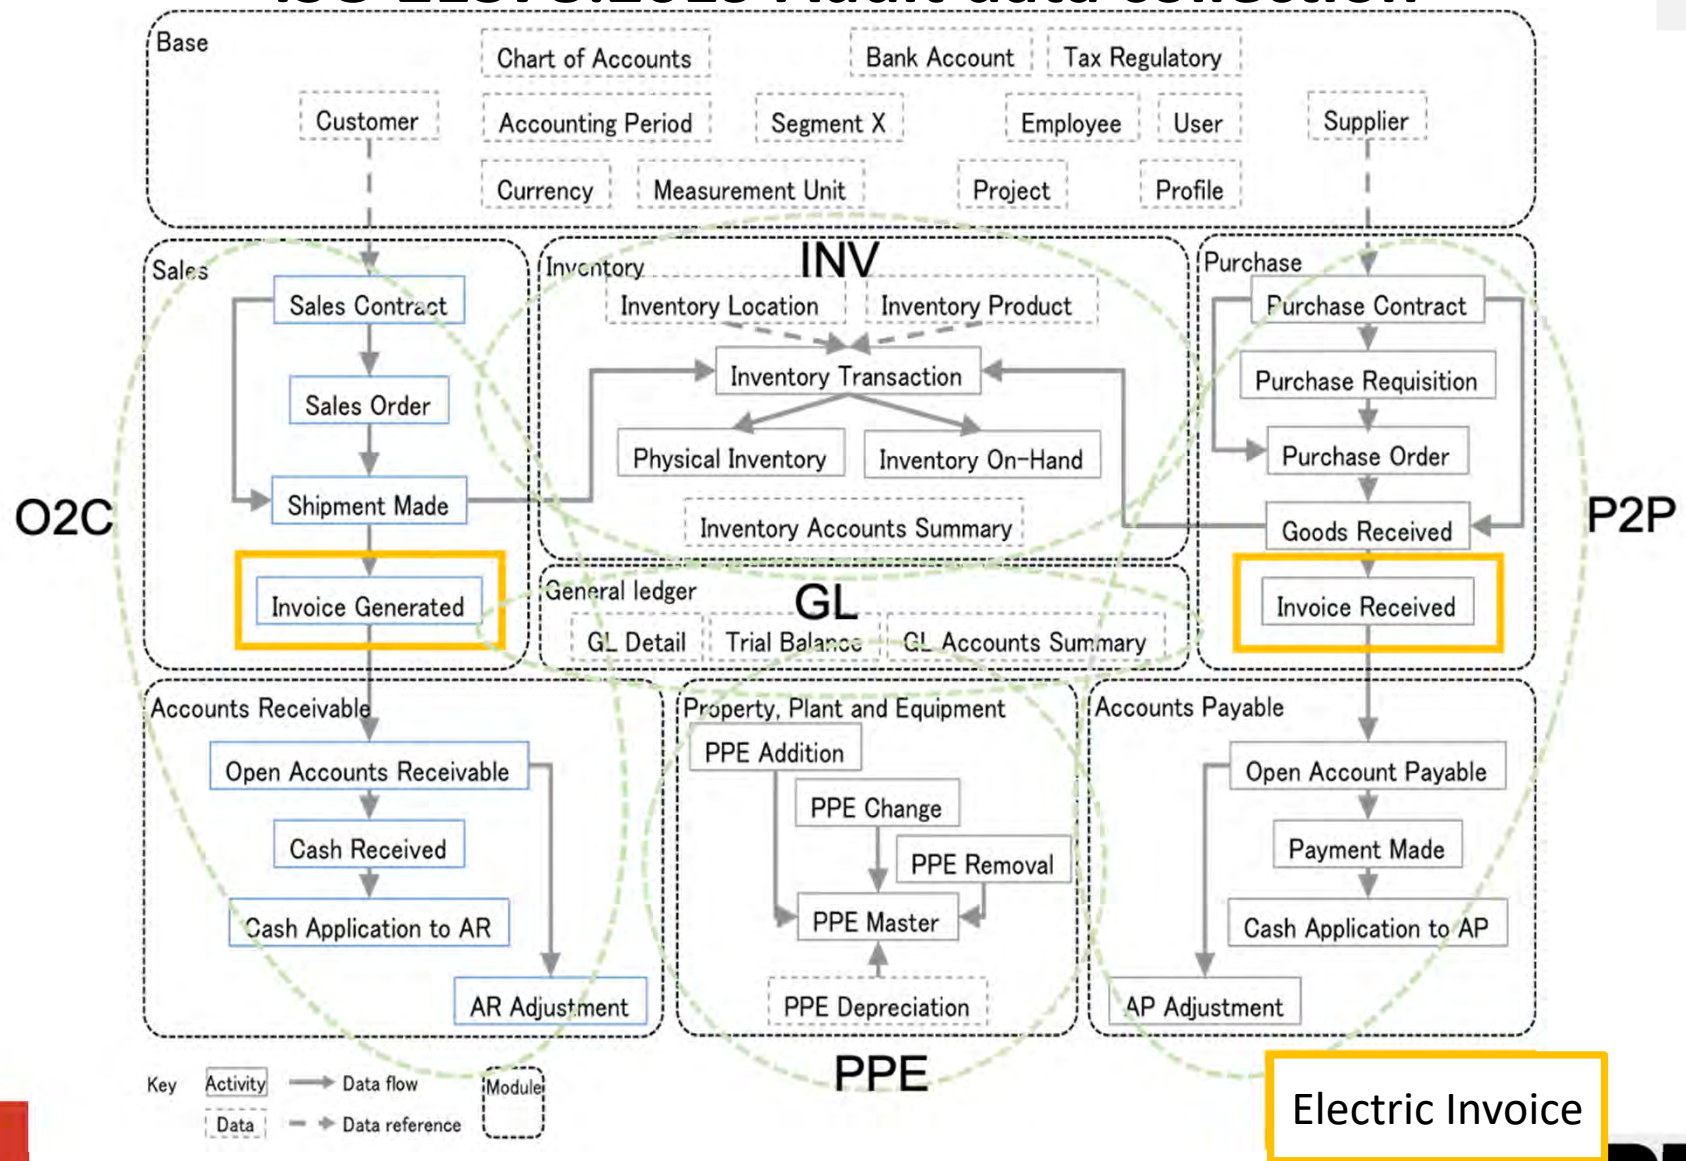 Audit data collection
Base
Chart of Accounts
Bank Account
Tax Regulatory
Customer
Accounting Period
Segment X
Employee
User
Supplier
Currency
Measurement Unit
Project
Profile
Sales
Sales Contract
Sales Order
Shipment Made
Invoice Generated
O2C
Inventory
INV
Inventory Location
Inventory Product
Inventory Transaction
Physical Inventory
Inventory On-Hand
Inventory Accounts Summary
General ledger
GL
GL Detail
Trial Balance
GL Accounts Summary
Purchase
Purchase Contract
Purchase Requisition
Purchase Order
Goods Received
Invoice Received
P2P
Accounts Receivable
Open Accounts Receivable
Cash Received
Cash Application to AR
AR Adjustment
Property, Plant and Equipment
PPE Addition
PPE Change
PPE Removal
PPE Master
PPE Depreciation
PPE
Accounts Payable
Open Account Payable
Payment Made
Cash Application to AP
AP Adjustment
Key
Activity
Data flow
Module
Data
Data reference
Electric Invoice